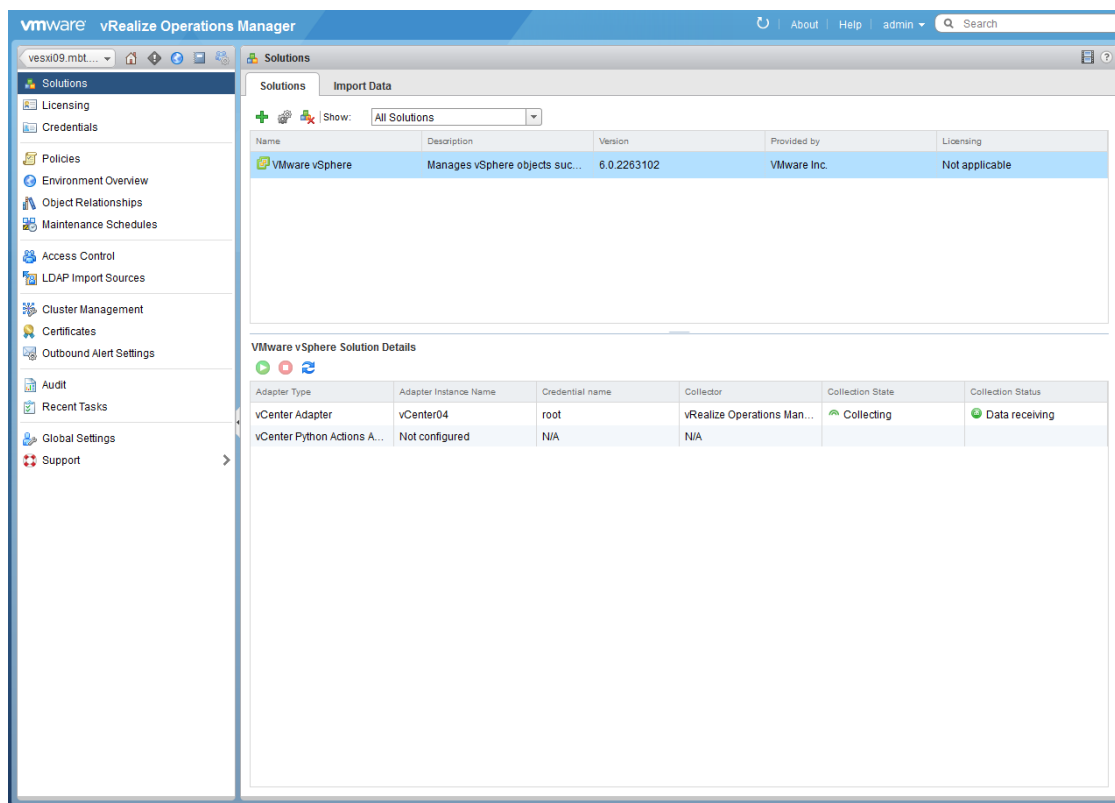 vmware vRealize Operations Manager About Help admin Search
vesxi09.mbt.... Solutions
Solutions
Licensing
Credentials
Policies
Environment Overview
Object Relationships
Maintenance Schedules
Access Control
LDAP Import Sources
Cluster Management
Certificates
Outbound Alert Settings
Audit
Recent Tasks
Global Settings
Support
Solutions Import Data
Show: All Solutions
Name Description Version Provided by Licensing
VMware vSphere Manages vSphere objects suc... 6.0.2263102 VMware Inc. Not applicable
VMware vSphere Solution Details
Adapter Type Adapter Instance Name Credential name Collector Collection State Collection Status
vCenter Adapter vCenter04 root vRealize Operations Man... Collecting Data receiving
vCenter Python Actions A... Not configured N/A N/A